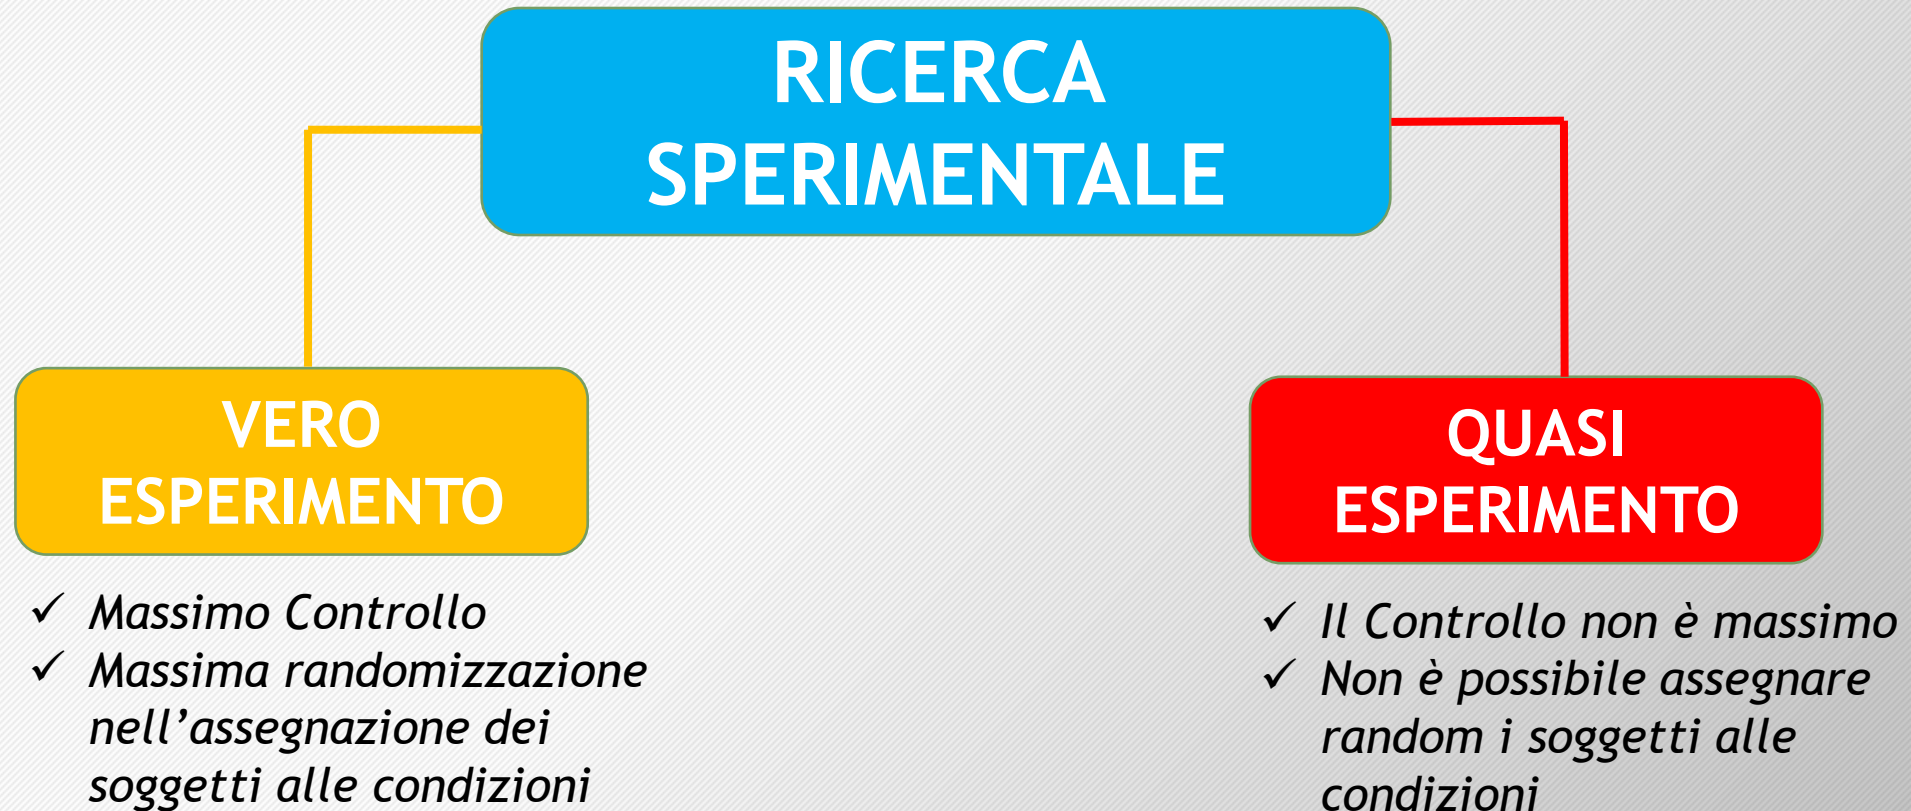 RICERCA
SPERIMENTALE
VERO
ESPERIMENTO
✓ Massimo Controllo
✓ Massima randomizzazione
nell’assegnazione dei
soggetti alle condizioni
QUASI
ESPERIMENTO
✓ Il Controllo non è massimo
✓ Non è possibile assegnare
random i soggetti alle
condizioni